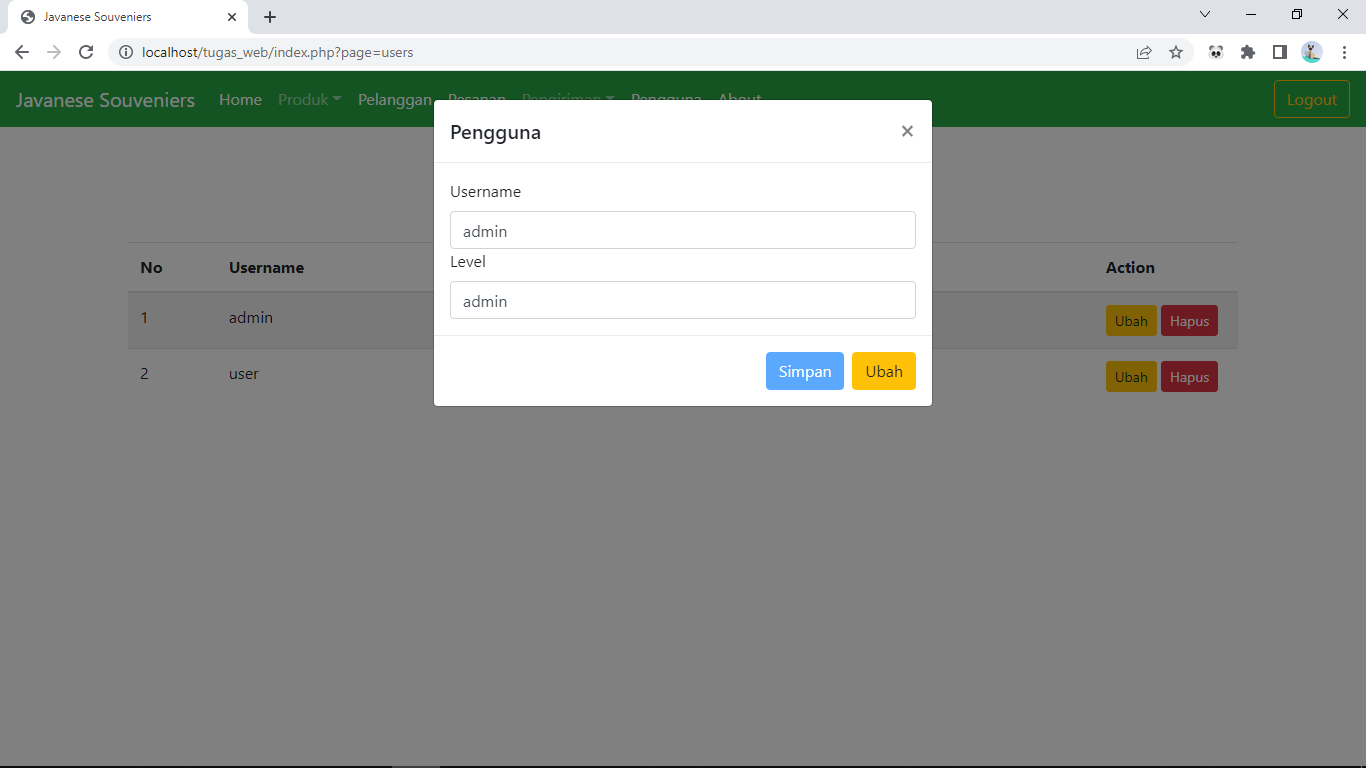 Javanese Souveniers
localhost/tugas_web/index.php?page=users
Javanese Souveniers Home Produk Pelanggan Pesanan Pengiriman Pengguna About Logout
Pengguna
Username
admin
Level
admin
Simpan Ubah
No Username Action
1 admin Ubah Hapus
2 user Ubah Hapus